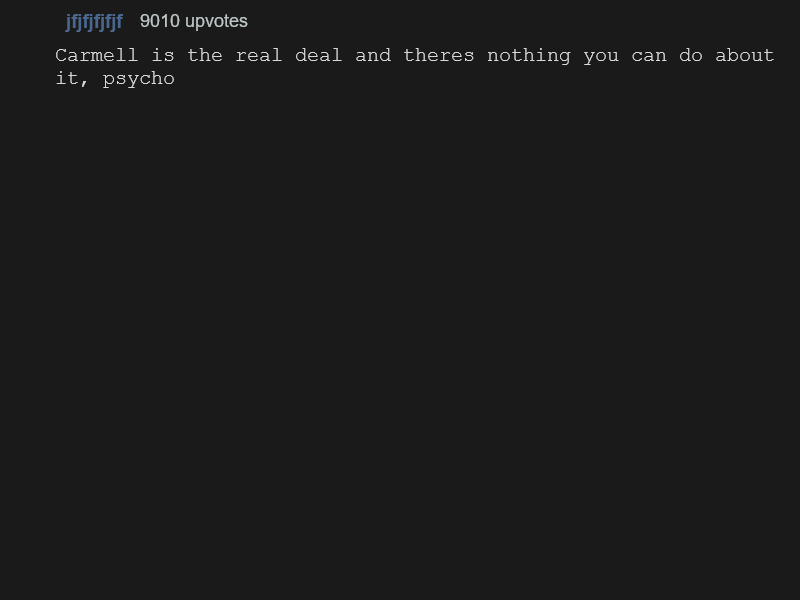 jfjfjfjfjf 9010 upvotes
Carmell is the real deal and theres nothing you can do about
it, psycho